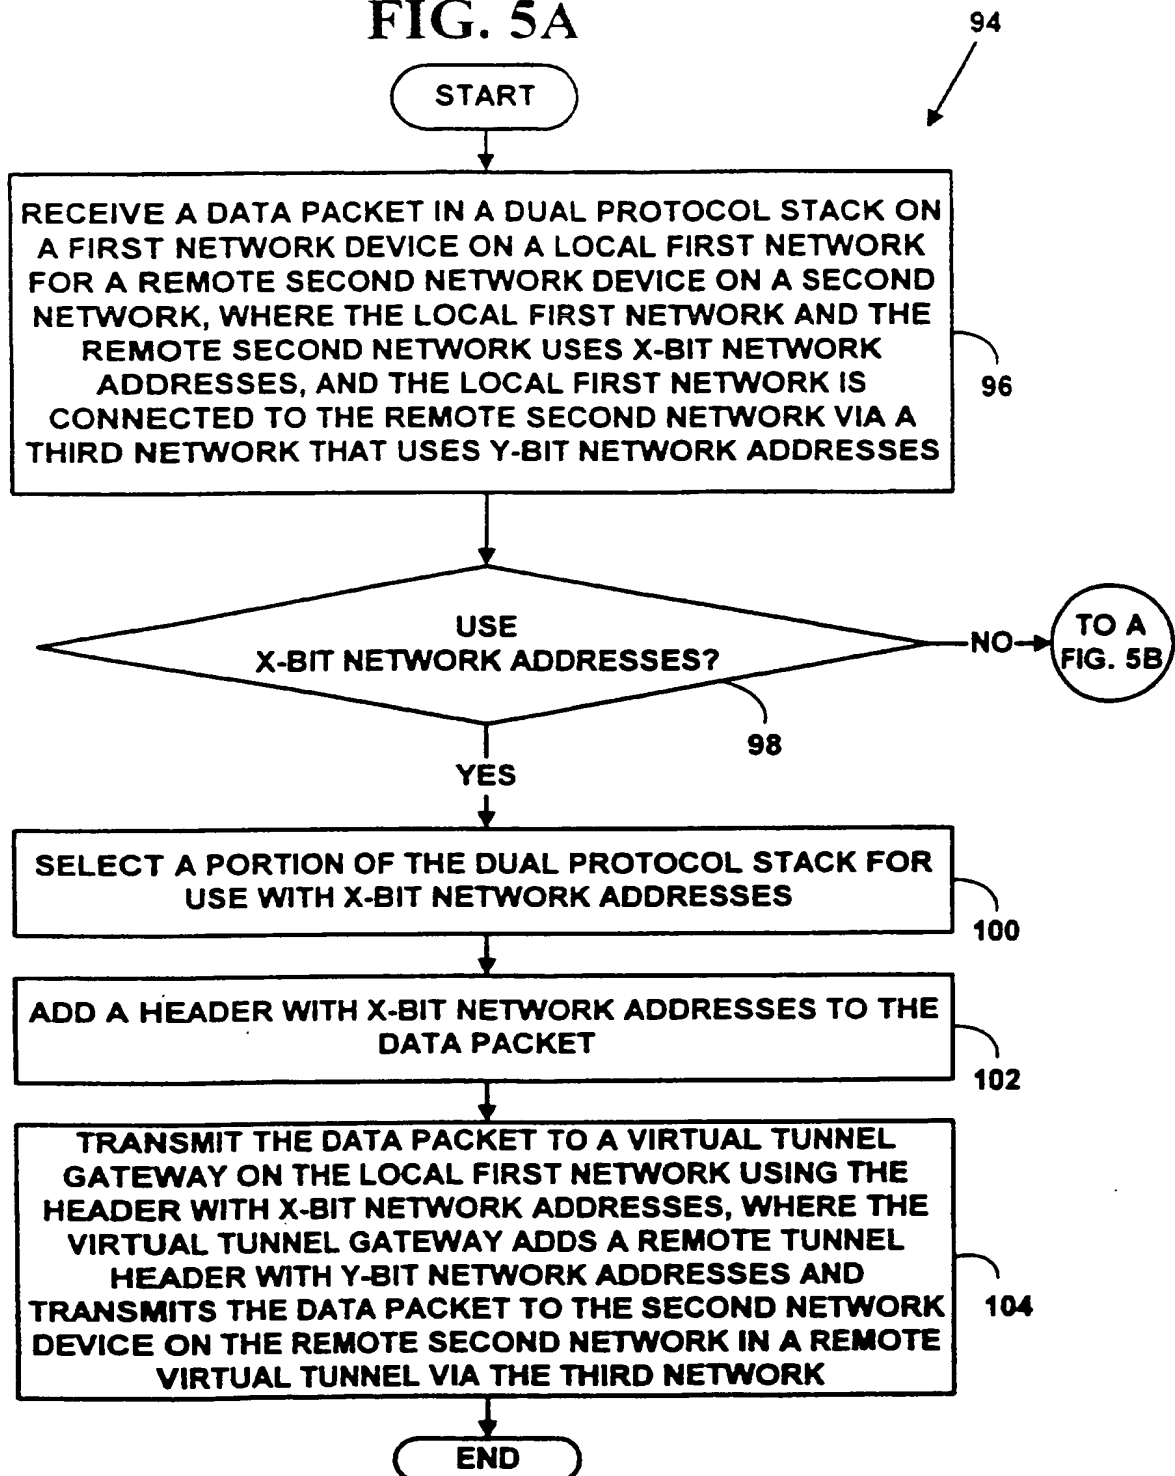 FIG. 5A
94
START
RECEIVE A DATA PACKET IN A DUAL PROTOCOL STACK ON
A FIRST NETWORK DEVICE ON A LOCAL FIRST NETWORK
FOR A REMOTE SECOND NETWORK DEVICE ON A SECOND
NETWORK, WHERE THE LOCAL FIRST NETWORK AND THE
REMOTE SECOND NETWORK USES X-BIT NETWORK
ADDRESSES, AND THE LOCAL FIRST NETWORK IS
CONNECTED TO THE REMOTE SECOND NETWORK VIA A
THIRD NETWORK THAT USES Y-BIT NETWORK ADDRESSES
96
USE
X-BIT NETWORK ADDRESSES?
NO
TO A
FIG. 5B
98
YES
SELECT A PORTION OF THE DUAL PROTOCOL STACK FOR
USE WITH X-BIT NETWORK ADDRESSES
100
ADD A HEADER WITH X-BIT NETWORK ADDRESSES TO THE
DATA PACKET
102
TRANSMIT THE DATA PACKET TO A VIRTUAL TUNNEL
GATEWAY ON THE LOCAL FIRST NETWORK USING THE
HEADER WITH X-BIT NETWORK ADDRESSES, WHERE THE
VIRTUAL TUNNEL GATEWAY ADDS A REMOTE TUNNEL
HEADER WITH Y-BIT NETWORK ADDRESSES AND
TRANSMITS THE DATA PACKET TO THE SECOND NETWORK
DEVICE ON THE REMOTE SECOND NETWORK IN A REMOTE
VIRTUAL TUNNEL VIA THE THIRD NETWORK
104
END